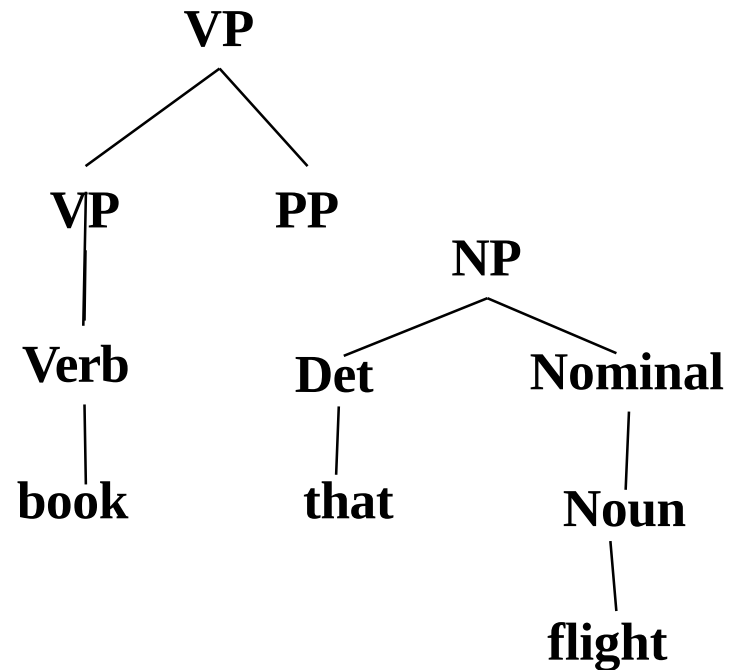 VP
VP PP
NP
Verb Det Nominal
book that Noun
flight